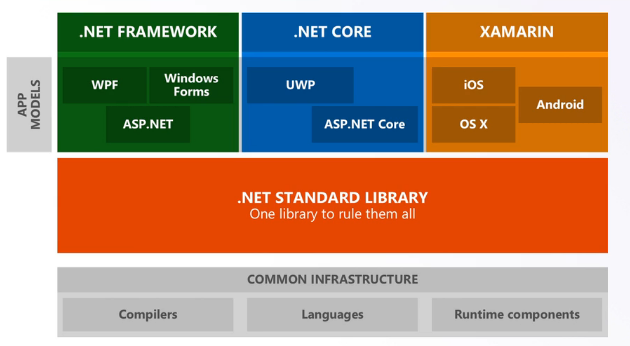 .NET FRAMEWORK
.NET CORE
XAMARIN
APP
MODELS
WPF
Windows
Forms
ASP.NET
UWP
ASP.NET Core
iOS
OS X
Android
.NET STANDARD LIBRARY
One library to rule them all
COMMON INFRASTRUCTURE
Compilers
Languages
Runtime components